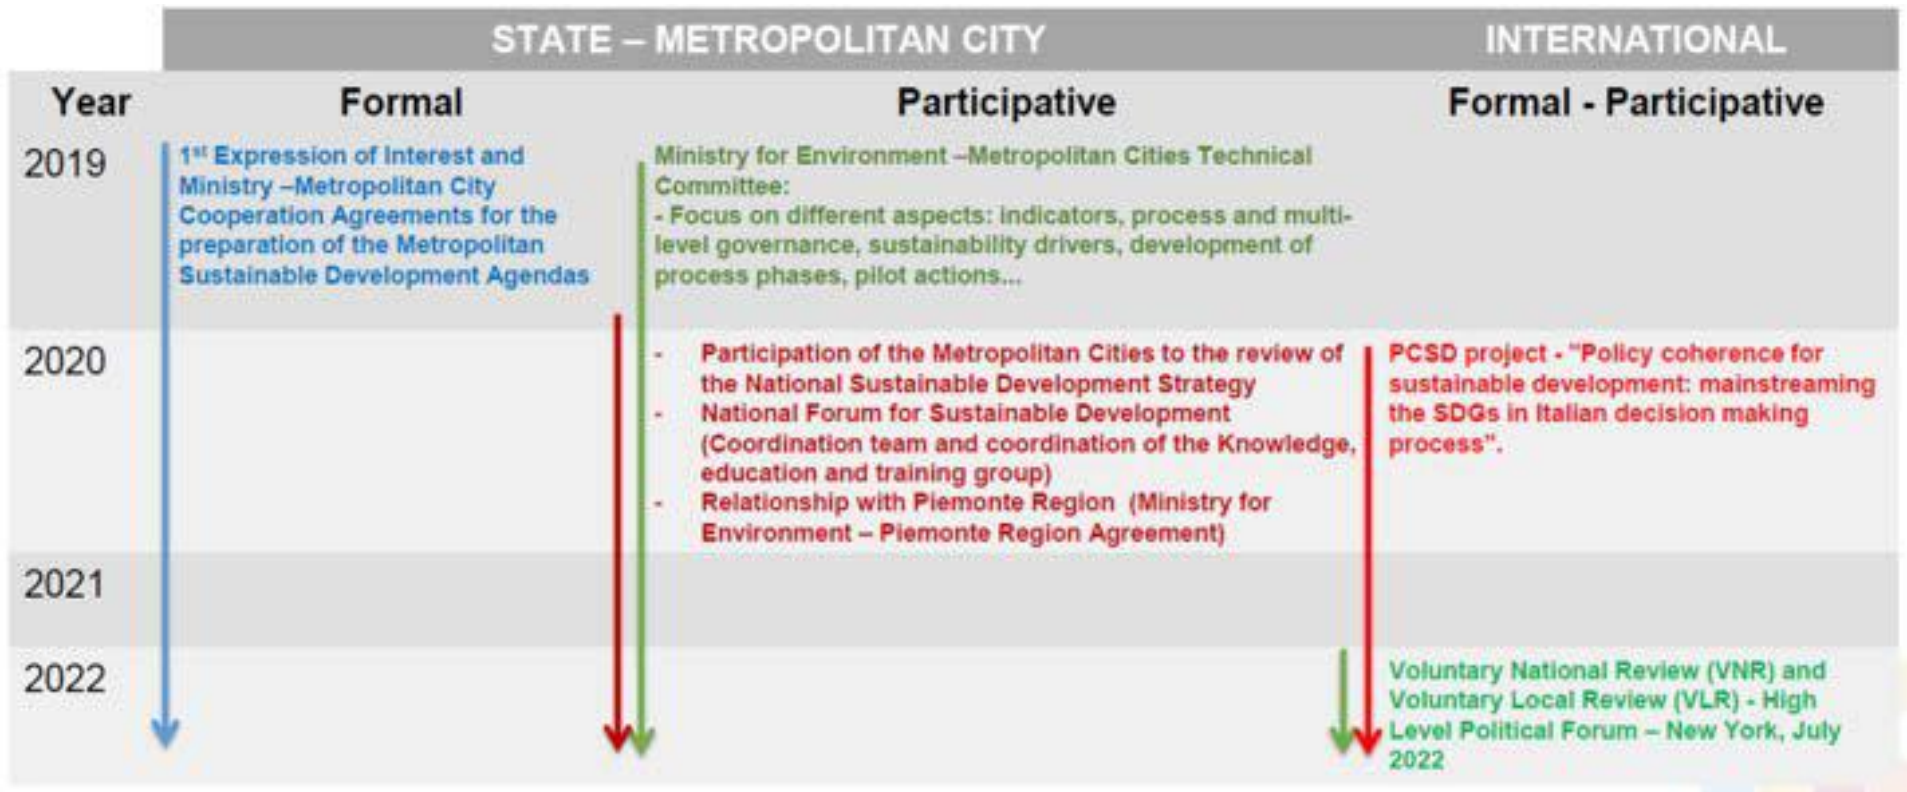 STATE – METROPOLITAN CITY
INTERNATIONAL
Year
Formal
Participative
Formal - Participative
2019
1st Expression of Interest and
Ministry –Metropolitan City
Cooperation Agreements for the
preparation of the Metropolitan
Sustainable Development Agendas
Ministry for Environment –Metropolitan Cities Technical
Committee:
- Focus on different aspects: indicators, process and multi-
level governance, sustainability drivers, development of
process phases, pilot actions...
2020
- Participation of the Metropolitan Cities to the review of
the National Sustainable Development Strategy
- National Forum for Sustainable Development
(Coordination team and coordination of the Knowledge,
education and training group)
- Relationship with Piemonte Region (Ministry for
Environment – Piemonte Region Agreement)
PCSD project - "Policy coherence for
sustainable development: mainstreaming
the SDGs in Italian decision making
process".
2021
2022
Voluntary National Review (VNR) and
Voluntary Local Review (VLR) - High
Level Political Forum – New York, July
2022